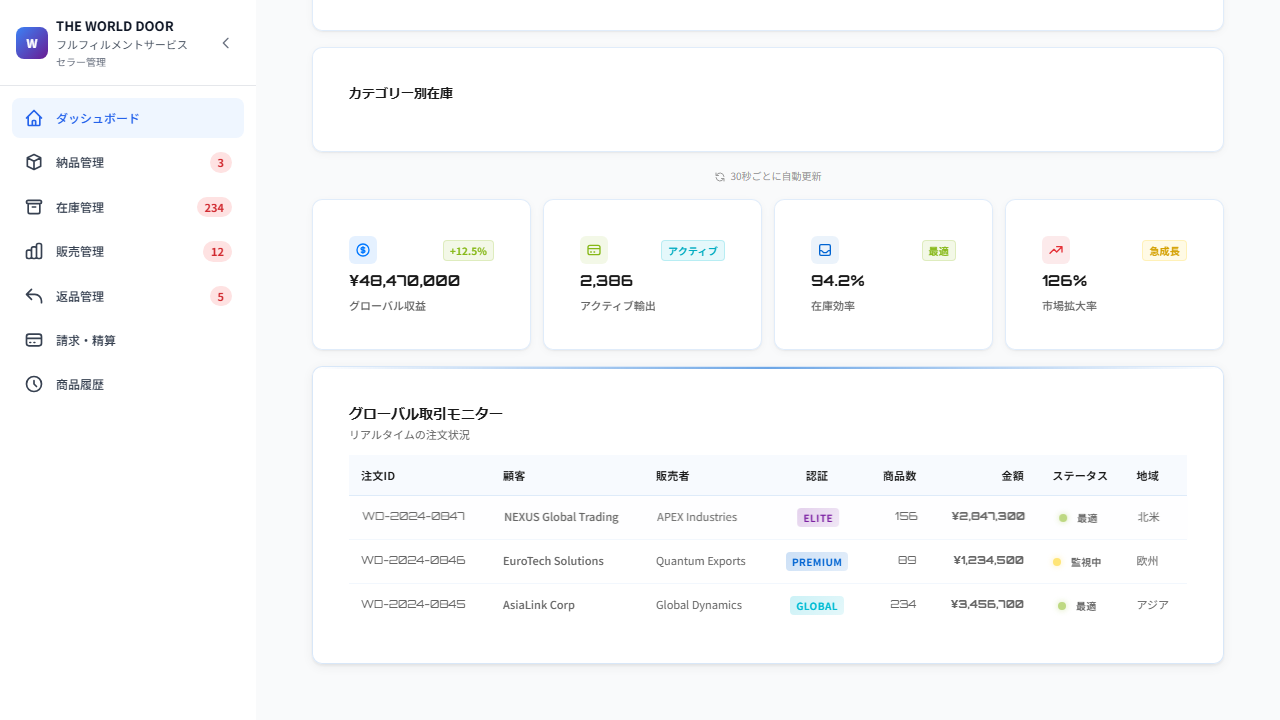 W
THE WORLD DOOR
フルフィルメントサービス
セラー管理
ダッシュボード
納品管理 3
在庫管理 234
販売管理 12
返品管理 5
請求・精算
商品履歴
カテゴリー別在庫
30秒ごとに自動更新
+12.5%
¥48,470,000
グローバル収益
アクティブ
2,386
アクティブ輸出
最適
94.2%
在庫効率
急成長
126%
市場拡大率
グローバル取引モニター
リアルタイムの注文状況
注文ID 顧客 販売者 認証 商品数 金額 ステータス 地域
WD-2024-0847 NEXUS Global Trading APEX Industries ELITE 156 ¥2,847,300 最適 北米
WD-2024-0846 EuroTech Solutions Quantum Exports PREMIUM 89 ¥1,234,500 監視中 欧州
WD-2024-0845 AsiaLink Corp Global Dynamics GLOBAL 234 ¥3,456,700 最適 アジア